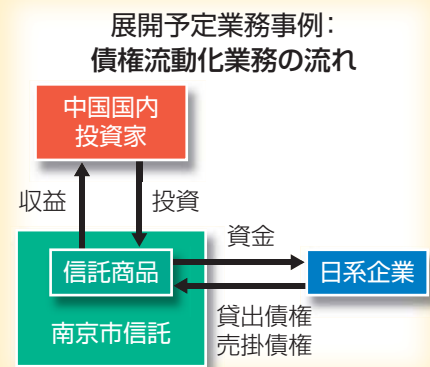 展開予定業務事例：
債権流動化業務の流れ
中国国内
投資家
収益
投資
資金
信託商品
日系企業
南京市信託
貸出債権
売掛債権